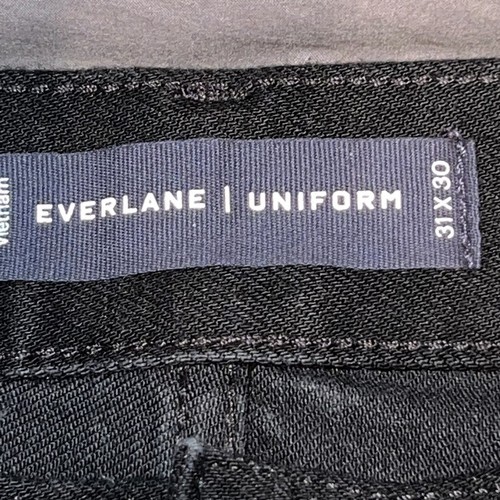 Vietnam
EVERLANE | UNIFORM
31 X 30